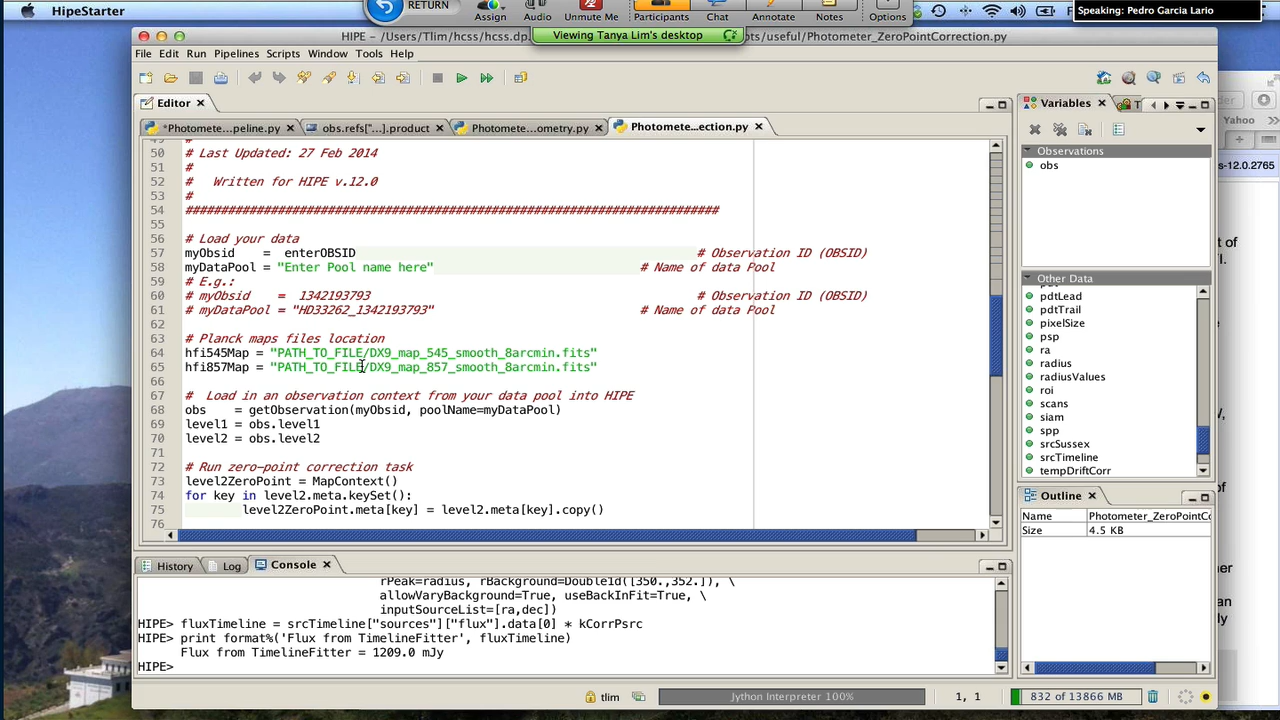 HipeStarter
RETURN
Assign
Audio
Unmute Me
Participants
Chat
Annotate
Notes
Options
Speaking: Pedro Garcia Lario
Viewing Tanya Lim's desktop
HIPE – /Users/Tlim/hcss/hcss.dp.
ots/useful/Photometer_ZeroPointCorrection.py
File Edit Run Pipelines Scripts Window Tools Help
Editor
*Photomete...peline.py
obs.refs["...].product
Photomete...ometry.py
Photomete...ection.py
49 #
50 # Last Updated: 27 Feb 2014
51 #
52 #   Written for HIPE v.12.0
53 #
54 ###########################################################################
55
56 # Load your data
57 myObsid    =  enterOBSID # Observation ID (OBSID)
58 myDataPool = "Enter Pool name here" # Name of data Pool
59 # E.g.:
60 # myObsid    =  1342193793 # Observation ID (OBSID)
61 # myDataPool = "HD33262_1342193793" # Name of data Pool
62
63 # Planck maps files location
64 hfi545Map = "PATH_TO_FILE/DX9_map_545_smooth_8arcmin.fits"
65 hfi857Map = "PATH_TO_FILE/DX9_map_857_smooth_8arcmin.fits"
66
67 #  Load in an observation context from your data pool into HIPE
68 obs    = getObservation(myObsid, poolName=myDataPool)
69 level1 = obs.level1
70 level2 = obs.level2
71
72 # Run zero-point correction task
73 level2ZeroPoint = MapContext()
74 for key in level2.meta.keySet():
75         level2ZeroPoint.meta[key] = level2.meta[key].copy()
76
Variables
Observations
obs
Other Data
pdtLead
pdtTrail
pixelSize
psp
ra
radius
radiusValues
roi
scans
siam
spp
srcSussex
srcTimeline
tempDriftCorr
Outline
Name Photometer_ZeroPointCo
Size 4.5 KB
History
Log
Console
rPeak=radius, rBackground=Double1d([350.,352.]), \
allowVaryBackground=True, useBackInFit=True, \
inputSourceList=[ra,dec])
HIPE> fluxTimeline = srcTimeline["sources"]["flux"].data[0] * kCorrPsrc
HIPE> print format%('Flux from TimelineFitter', fluxTimeline)
Flux from TimelineFitter = 1209.0 mJy
HIPE>
tlim
Jython Interpreter 100%
1, 1
832 of 13866 MB
Yahoo
s-12.0.2765